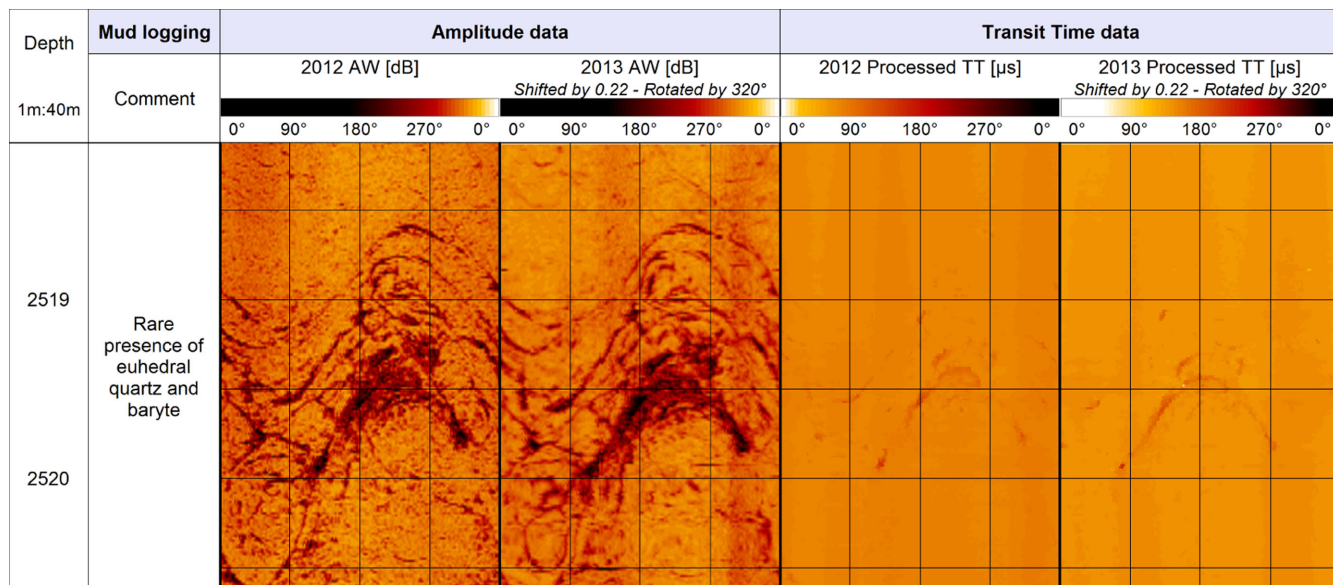 Depth
1m:40m
Mud logging
Amplitude data
Transit Time data
Comment
2012 AW [dB]
2013 AW [dB]
Shifted by 0.22 - Rotated by 320°
2012 Processed TT [µs]
2013 Processed TT [µs]
Shifted by 0.22 - Rotated by 320°
0° 90° 180° 270° 0°
0° 90° 180° 270° 0°
0° 90° 180° 270° 0°
0° 90° 180° 270° 0°
2519
2520
Rare
presence of
euhedral
quartz and
baryte